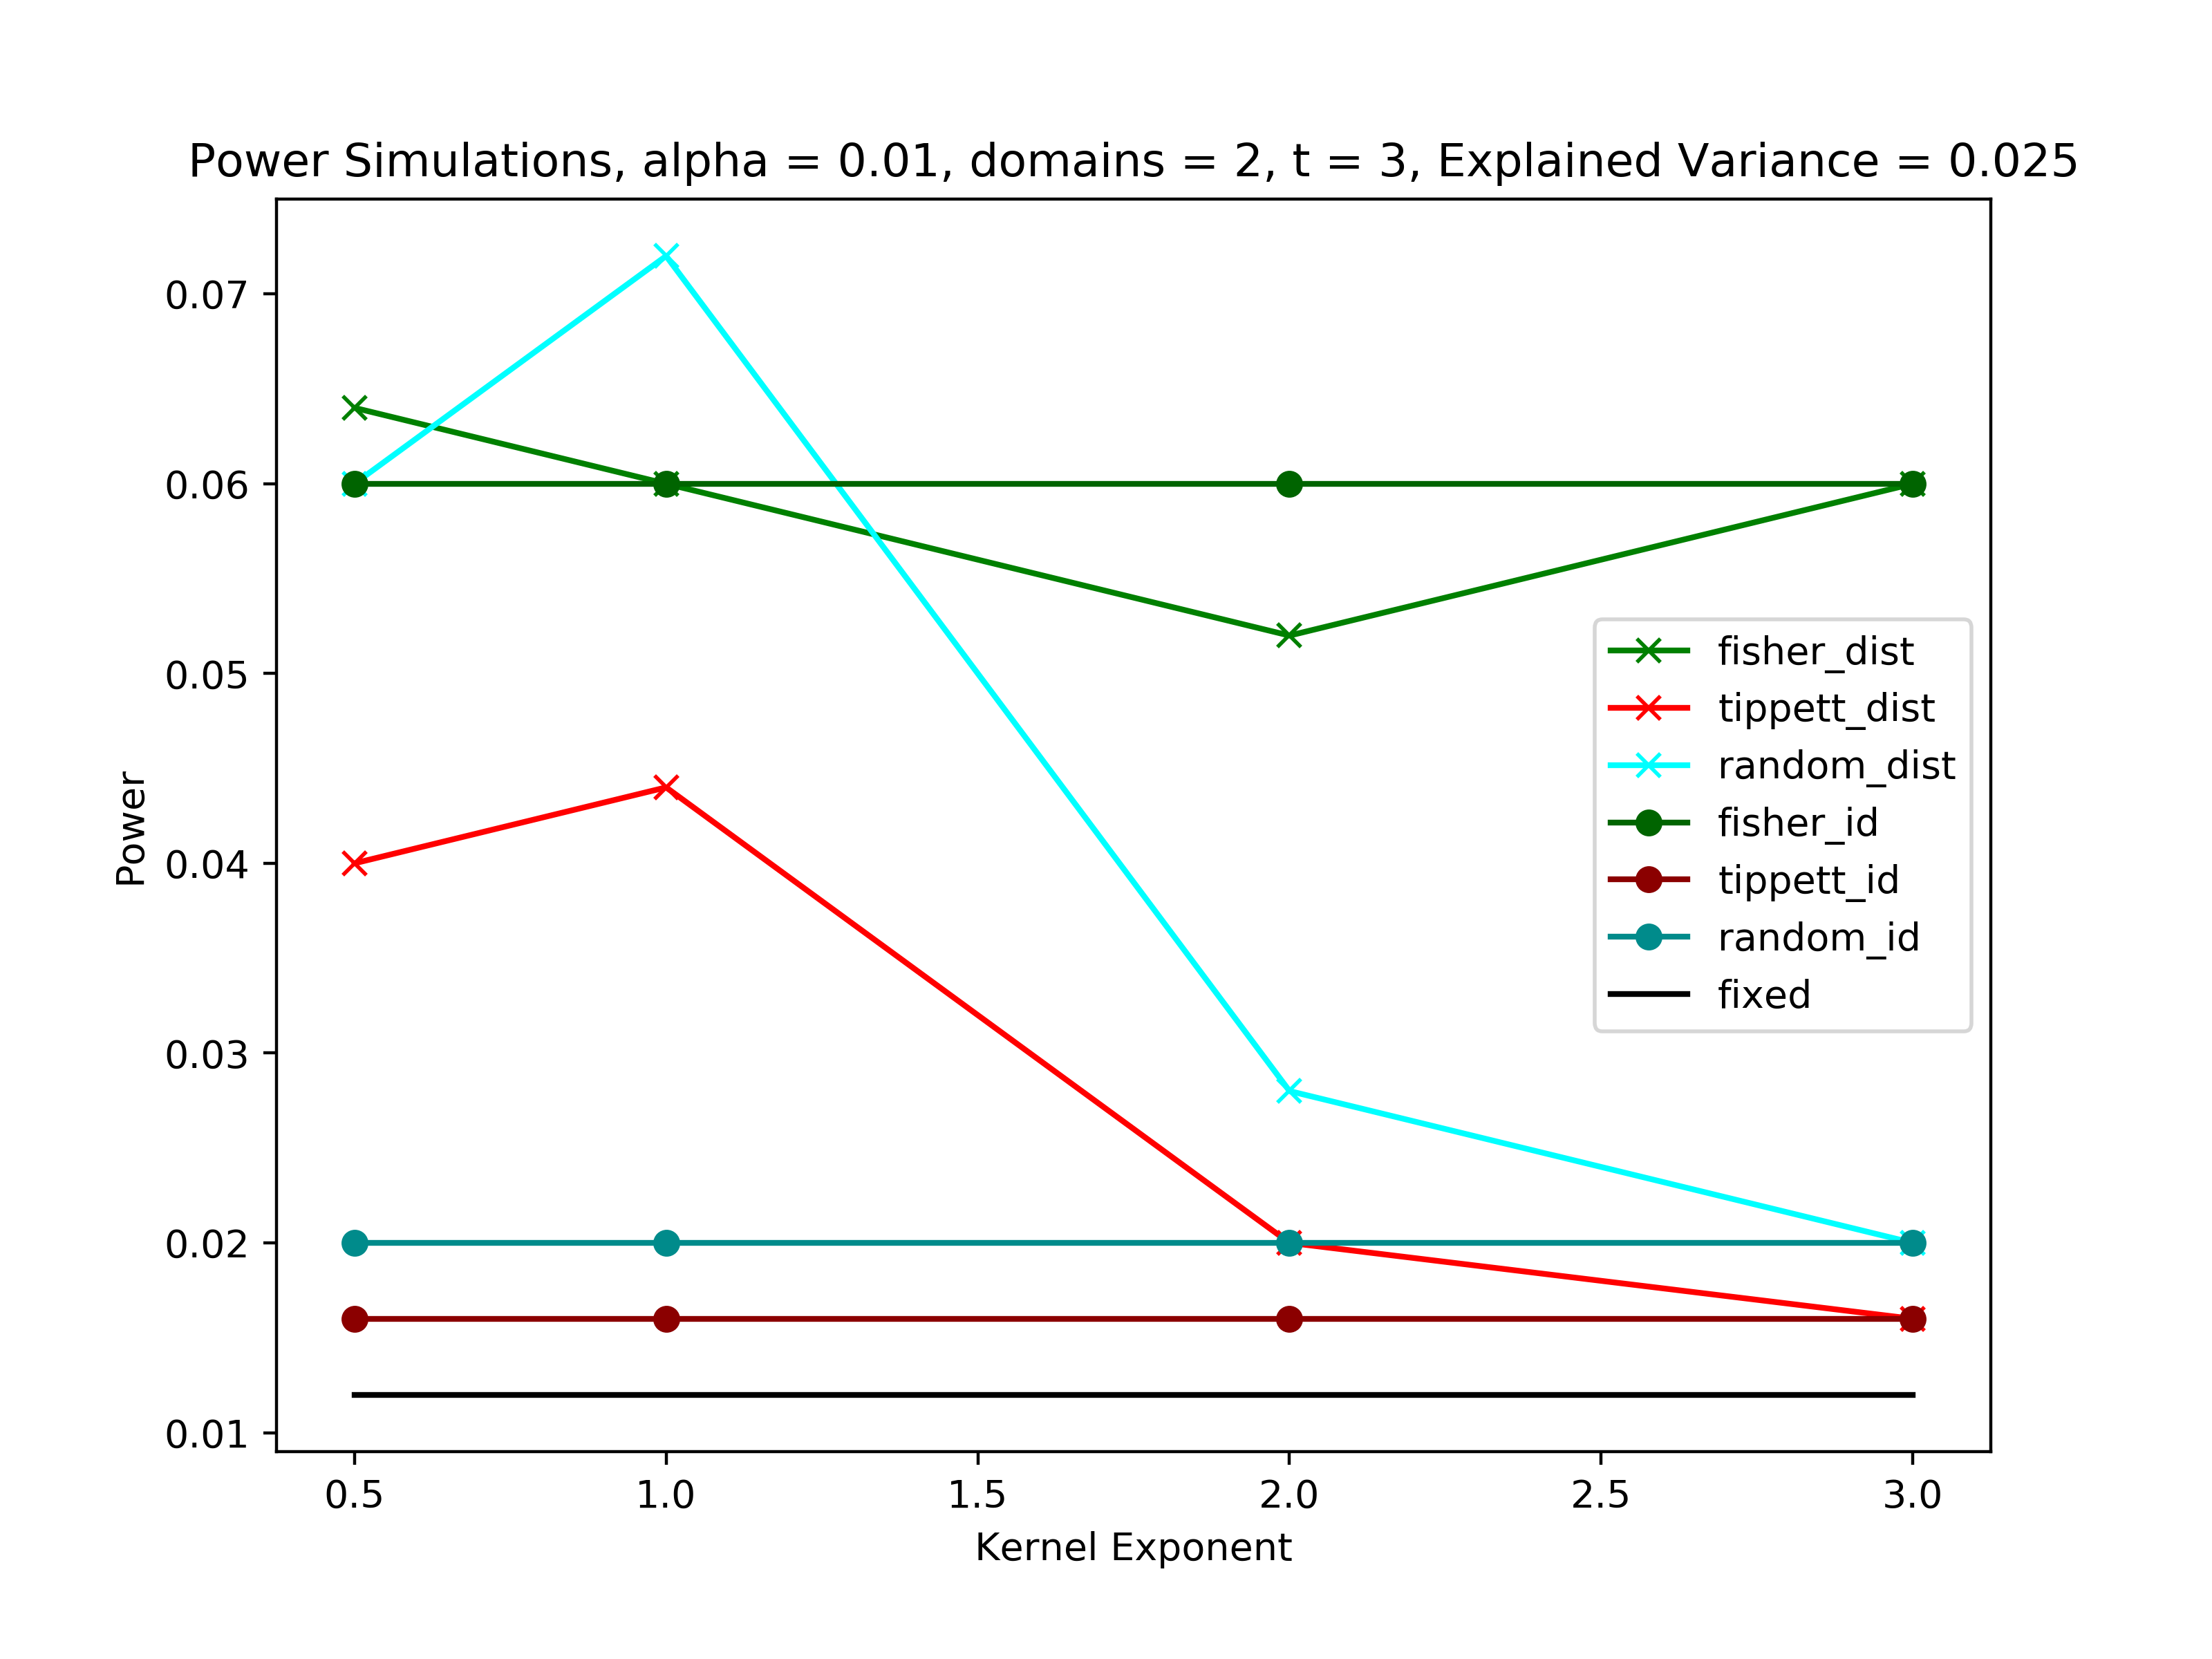 Power Simulations, alpha = 0.01, domains = 2, t = 3, Explained Variance = 0.025
0.07
0.06
0.05
0.04
0.03
0.02
0.01
Power
fisher_dist
tippett_dist
random_dist
fisher_id
tippett_id
random_id
fixed
0.5 1.0 1.5 2.0 2.5 3.0
Kernel Exponent